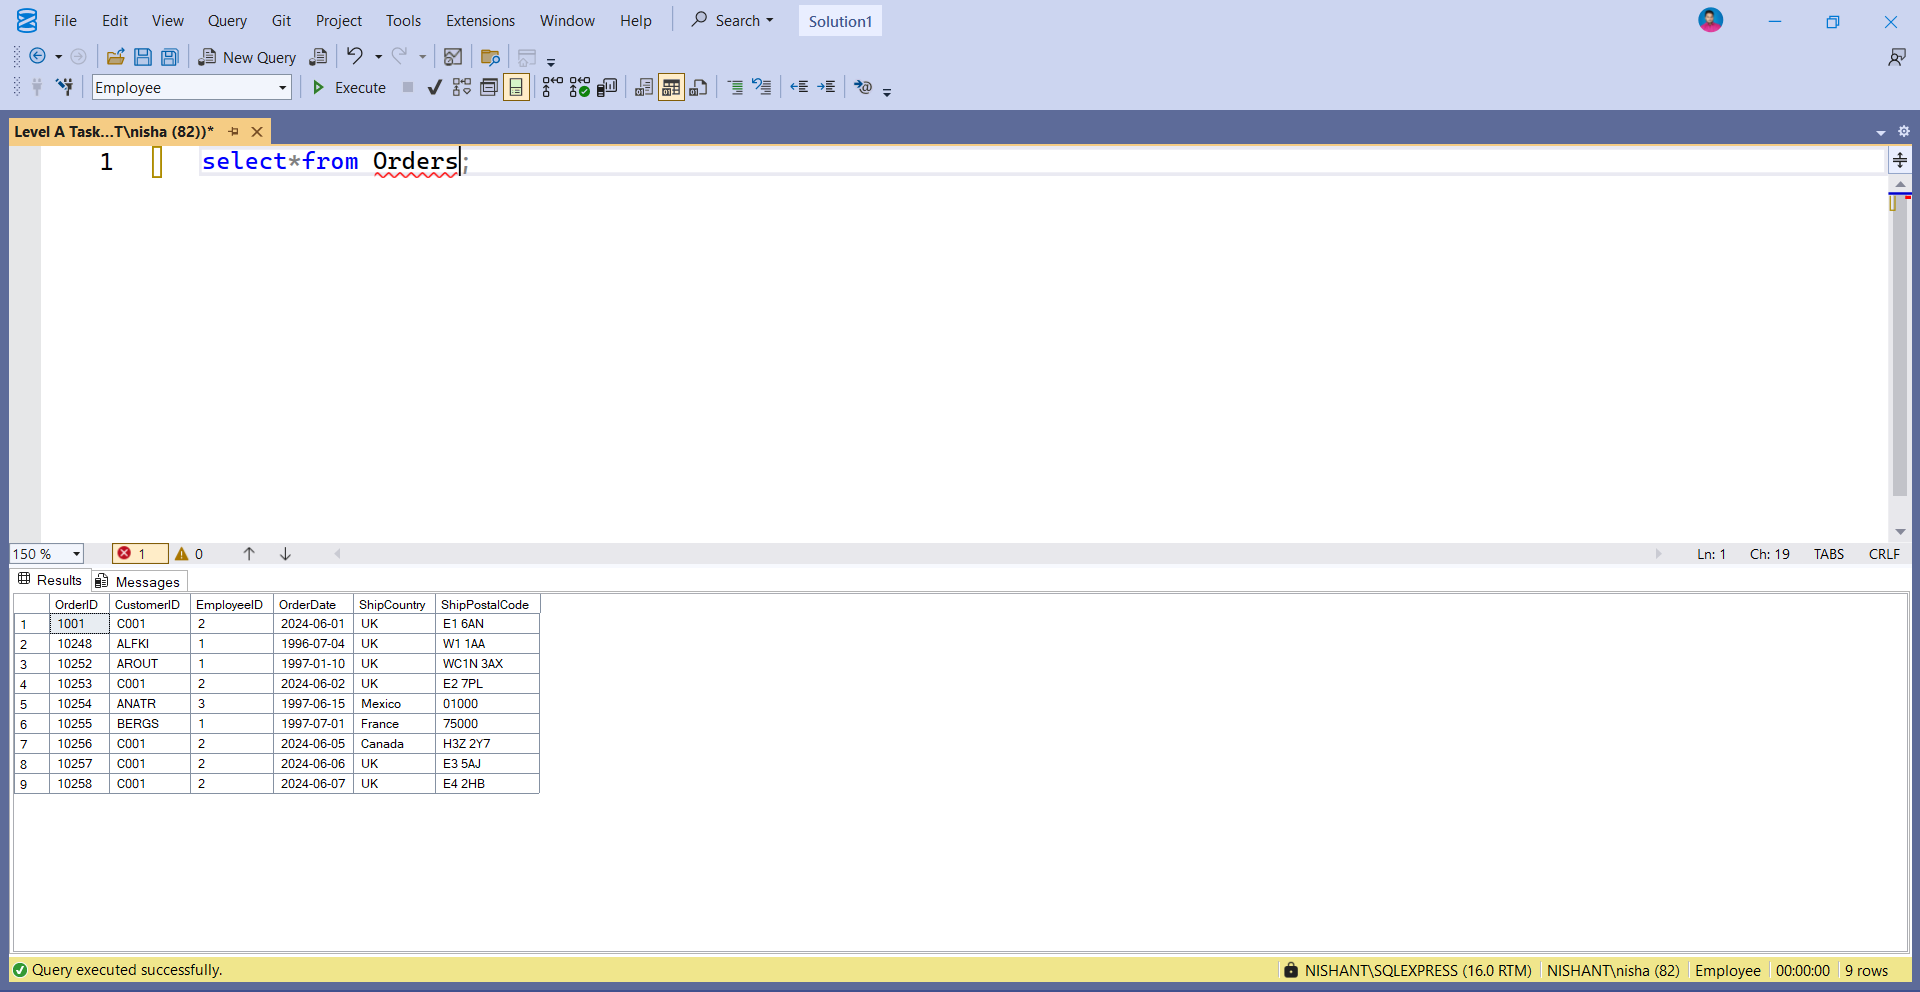 File Edit View Query Git Project Tools Extensions Window Help Search Solution1
New Query
Employee Execute
Level A Task...T\nisha (82))*
1 select*from Orders;
150 % 1 0 Ln: 1 Ch: 19 TABS CRLF
Results Messages
OrderID CustomerID EmployeeID OrderDate ShipCountry ShipPostalCode
1 1001 C001 2 2024-06-01 UK E1 6AN
2 10248 ALFKI 1 1996-07-04 UK W1 1AA
3 10252 AROUT 1 1997-01-10 UK WC1N 3AX
4 10253 C001 2 2024-06-02 UK E2 7PL
5 10254 ANATR 3 1997-06-15 Mexico 01000
6 10255 BERGS 1 1997-07-01 France 75000
7 10256 C001 2 2024-06-05 Canada H3Z 2Y7
8 10257 C001 2 2024-06-06 UK E3 5AJ
9 10258 C001 2 2024-06-07 UK E4 2HB
Query executed successfully. NISHANT\SQLEXPRESS (16.0 RTM) NISHANT\nisha (82) Employee 00:00:00 9 rows